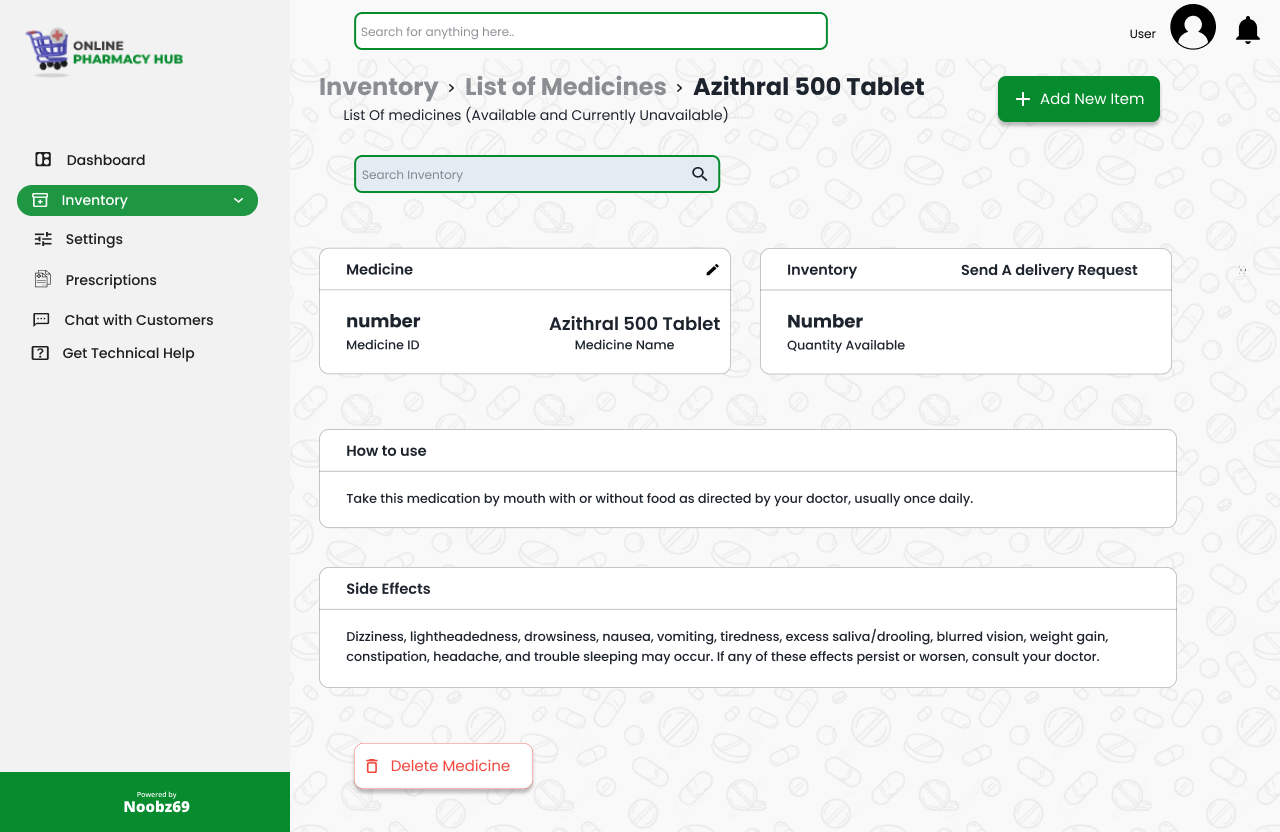 ONLINE
PHARMACY HUB
Search for anything here..
User
Inventory › List of Medicines › Azithral 500 Tablet
List Of medicines (Available and Currently Unavailable)
+ Add New Item
Dashboard
Inventory
Settings
Prescriptions
Chat with Customers
Get Technical Help
Search Inventory
Medicine
number
Medicine ID
Azithral 500 Tablet
Medicine Name
Inventory
Send A delivery Request
Number
Quantity Available
How to use
Take this medication by mouth with or without food as directed by your doctor, usually once daily.
Side Effects
Dizziness, lightheadedness, drowsiness, nausea, vomiting, tiredness, excess saliva/drooling, blurred vision, weight gain,
constipation, headache, and trouble sleeping may occur. If any of these effects persist or worsen, consult your doctor.
Delete Medicine
Powered by
Noobz69